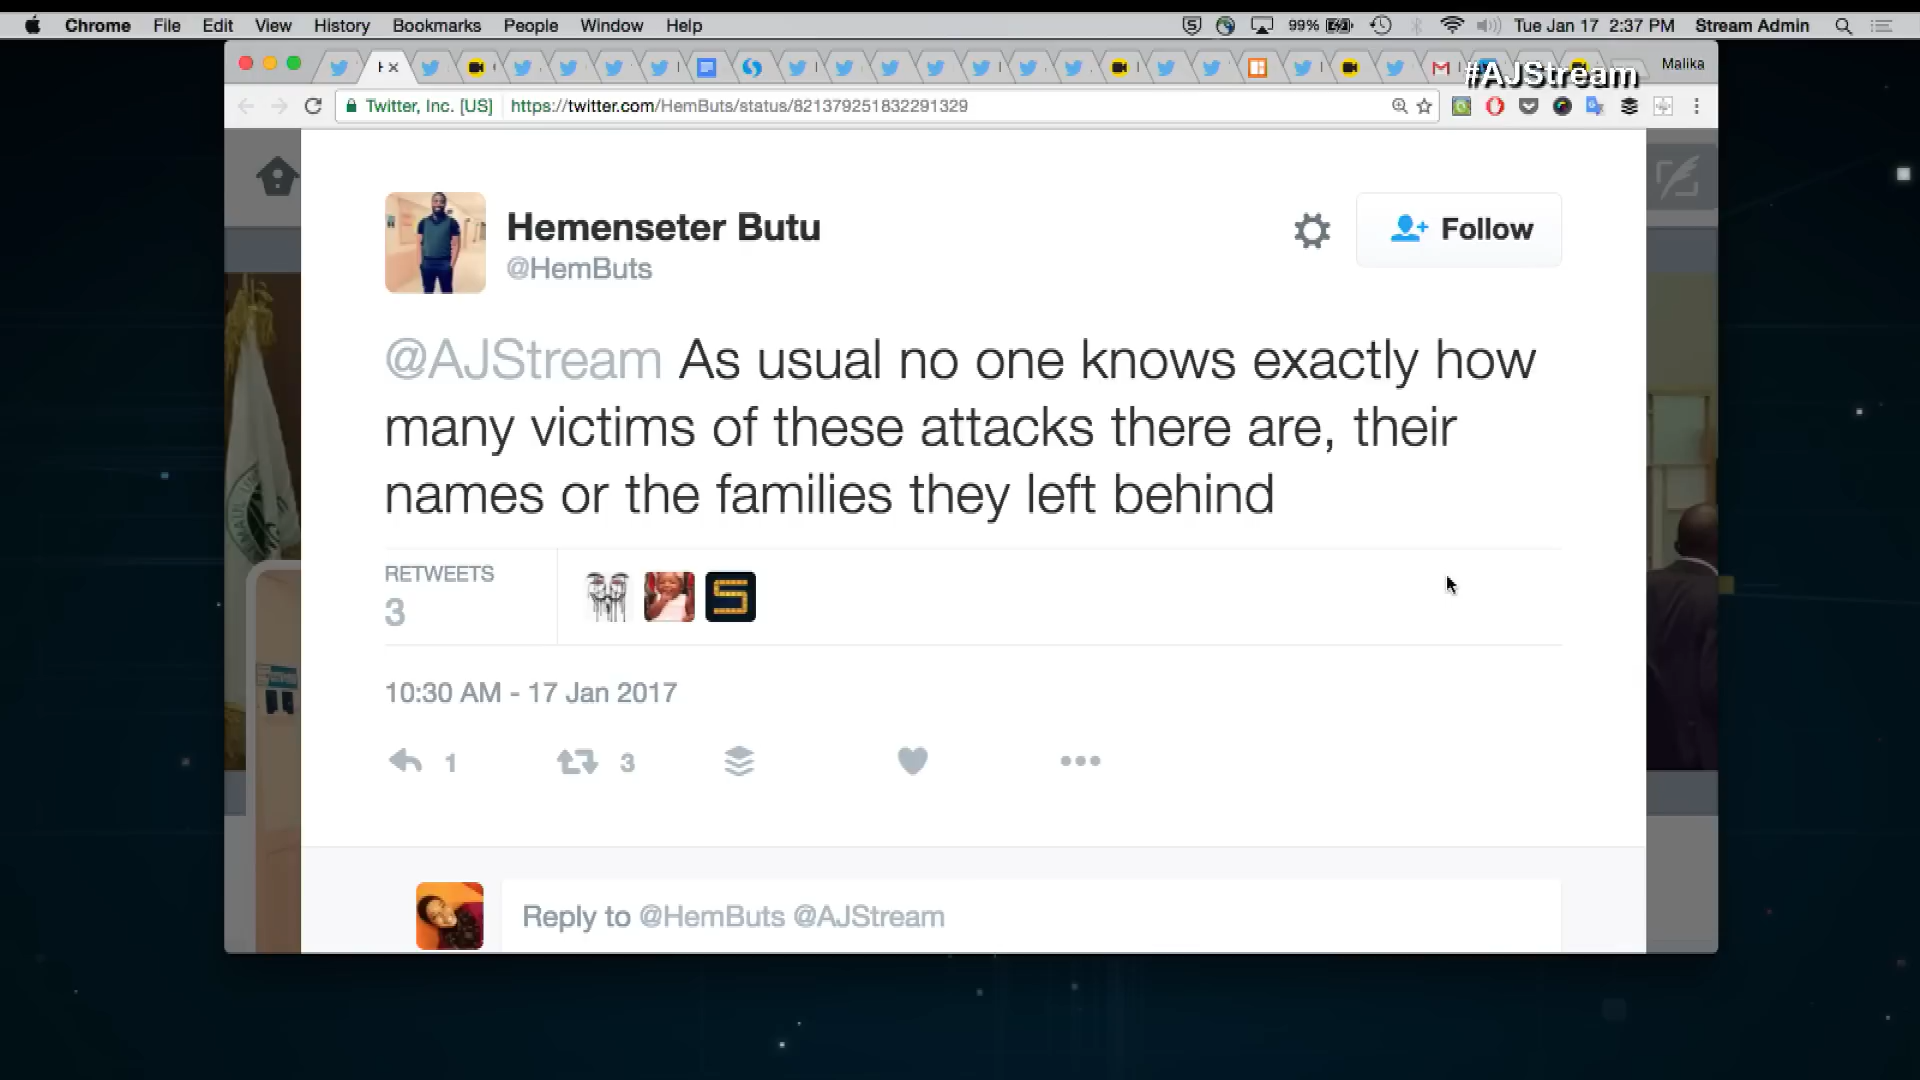 Chrome File Edit View History Bookmarks People Window Help 99% Tue Jan 17 2:37 PM Stream Admin
#AJStream Malika
Twitter, Inc. [US] https://twitter.com/HemButs/status/821379251832291329
Hemenseter Butu
@HemButs
Follow
@AJStream As usual no one knows exactly how
many victims of these attacks there are, their
names or the families they left behind
RETWEETS
3
S
10:30 AM - 17 Jan 2017
1 3
Reply to @HemButs @AJStream